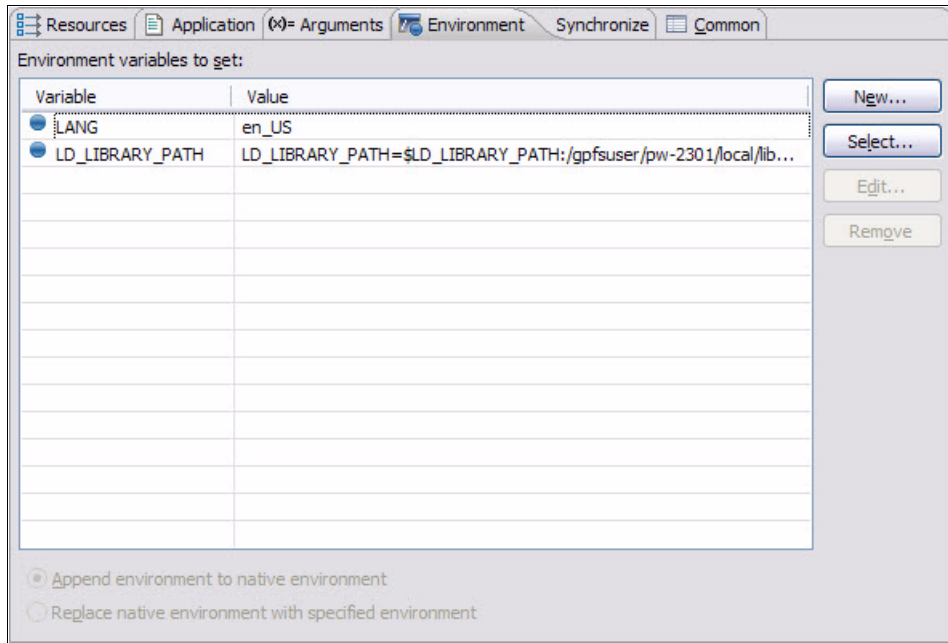 Resources Application (x)= Arguments Environment Synchronize Common
Environment variables to set:
Variable Value New...
LANG en_US
LD_LIBRARY_PATH LD_LIBRARY_PATH=$LD_LIBRARY_PATH:/gpfsuser/pw-2301/local/lib... Select...
Edit...
Remove
Append environment to native environment
Replace native environment with specified environment